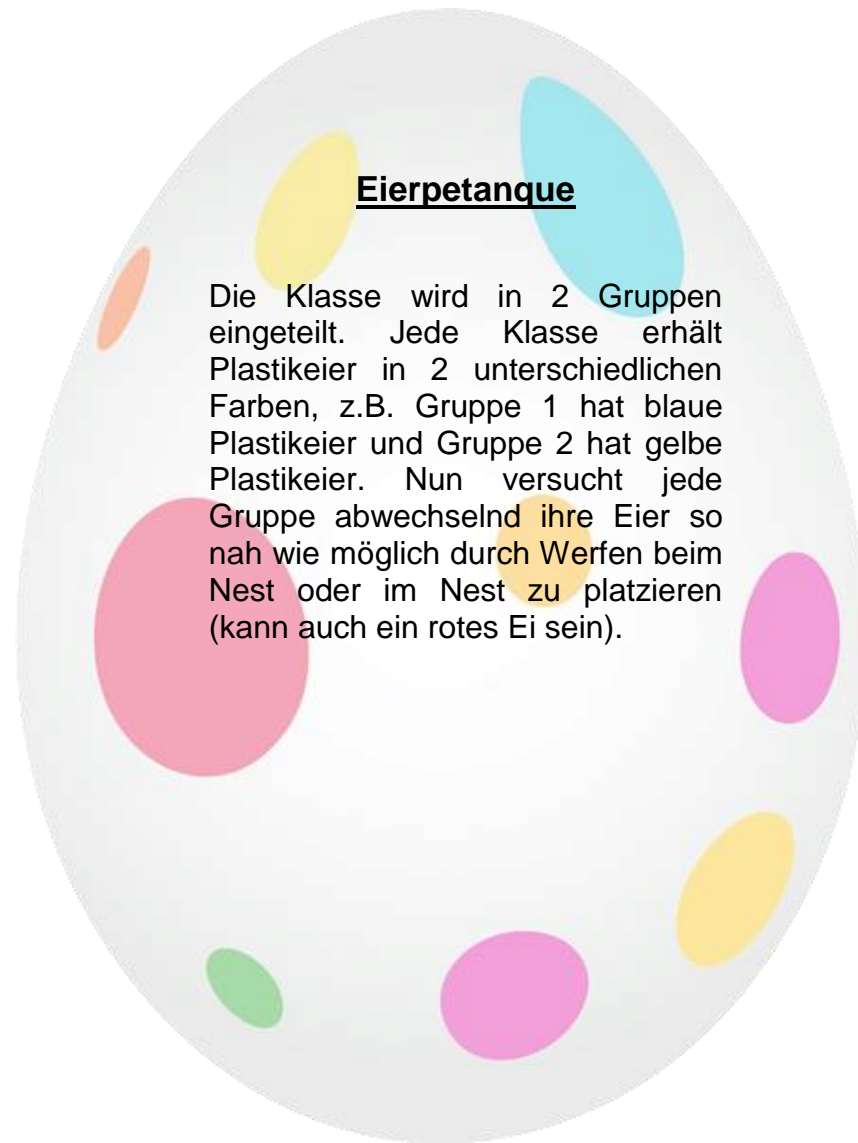 Eierpetanque
Die Klasse wird in 2 Gruppen
eingeteilt. Jede Klasse erhält
Plastikeier in 2 unterschiedlichen
Farben, z.B. Gruppe 1 hat blaue
Plastikeier und Gruppe 2 hat gelbe
Plastikeier. Nun versucht jede
Gruppe abwechselnd ihre Eier so
nah wie möglich durch Werfen beim
Nest oder im Nest zu platzieren
(kann auch ein rotes Ei sein).